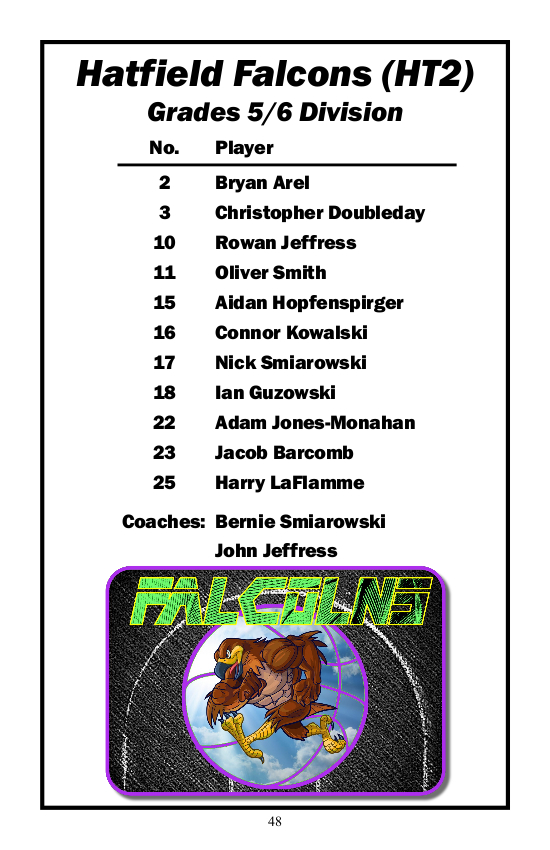 Hatfield Falcons (HT2)
Grades 5/6 Division
No. Player
2 Bryan Arel
3 Christopher Doubleday
10 Rowan Jeffress
11 Oliver Smith
15 Aidan Hopfenspirger
16 Connor Kowalski
17 Nick Smiarowski
18 Ian Guzowski
22 Adam Jones-Monahan
23 Jacob Barcomb
25 Harry LaFlamme
Coaches: Bernie Smiarowski
John Jeffress
FALCOLNS
48